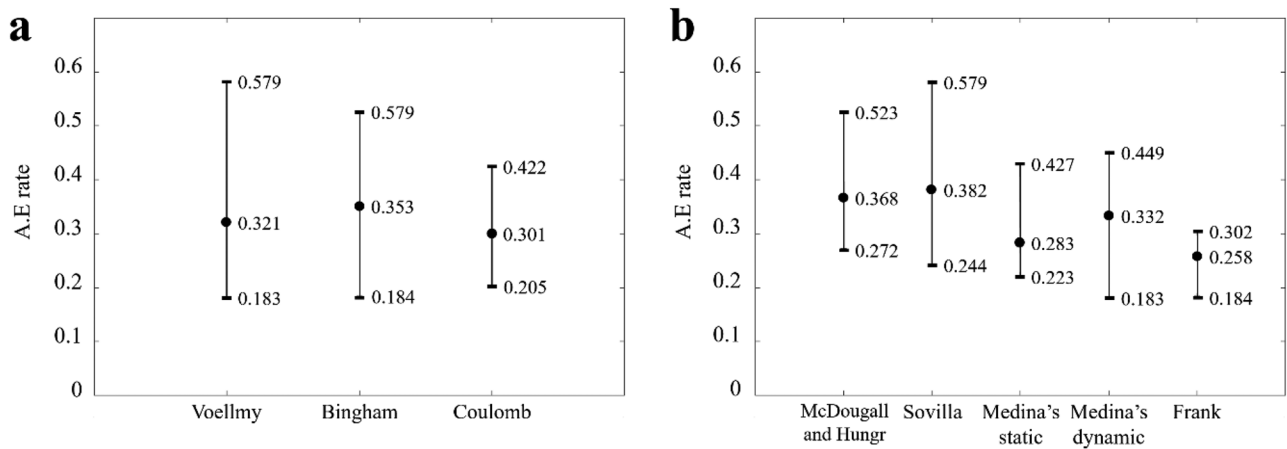 a
A.E rate
0.6
0.5
0.4
0.3
0.2
0.1
0
0.579
0.321
0.183
0.579
0.353
0.184
0.422
0.301
0.205
Voellmy
Bingham
Coulomb
b
A.E rate
0.6
0.5
0.4
0.3
0.2
0.1
0
0.523
0.368
0.272
0.579
0.382
0.244
0.427
0.283
0.223
0.449
0.332
0.183
0.302
0.258
0.184
McDougall
and Hungr
Sovilla
Medina's
static
Medina's
dynamic
Frank